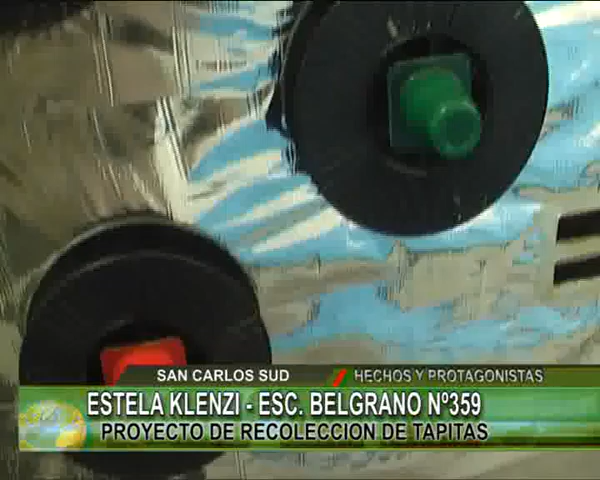 SAN CARLOS SUD
HECHOS Y PROTAGONISTAS
ESTELA KLENZI - ESC. BELGRANO Nº359
PROYECTO DE RECOLECCION DE TAPITAS